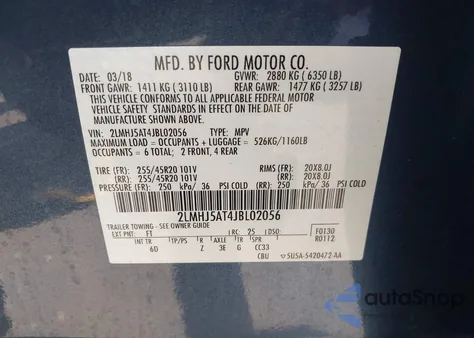 MFD. BY FORD MOTOR CO.
DATE: 03/18 GVWR: 2880 KG ( 6350 LB)
FRONT GAWR: 1411 KG ( 3110 LB) REAR GAWR: 1477 KG ( 3257 LB)
THIS VEHICLE CONFORMS TO ALL APPLICABLE FEDERAL MOTOR
VEHICLE SAFETY STANDARDS IN EFFECT ON THE DATE OF
MANUFACTURE SHOWN ABOVE.
VIN: 2LMHJ5AT4JBL02056 TYPE: MPV
MAXIMUM LOAD = OCCUPANTS + LUGGAGE = 526KG/1160LB
OCCUPANTS = 6 TOTAL; 2 FRONT, 4 REAR
TIRE (FR): 255/45R20 101V RIMS (FR): 20X8.0J
(RR): 255/45R20 101V (RR): 20X8.0J
PRESSURE (FR) 250 kPa/ 36 PSI COLD (RR) 250 kPa/ 36 PSI COLD
2LMHJ5AT4JBL02056
TRAILER TOWING - SEE OWNER GUIDE F0130
EXT PNT: FT RC: 25 DSO: R0112
INT TR TP/PS R AXLE TR SPR
6D Z 3E G CC33
CBU 5U5A-5420472-AA
autoSnap